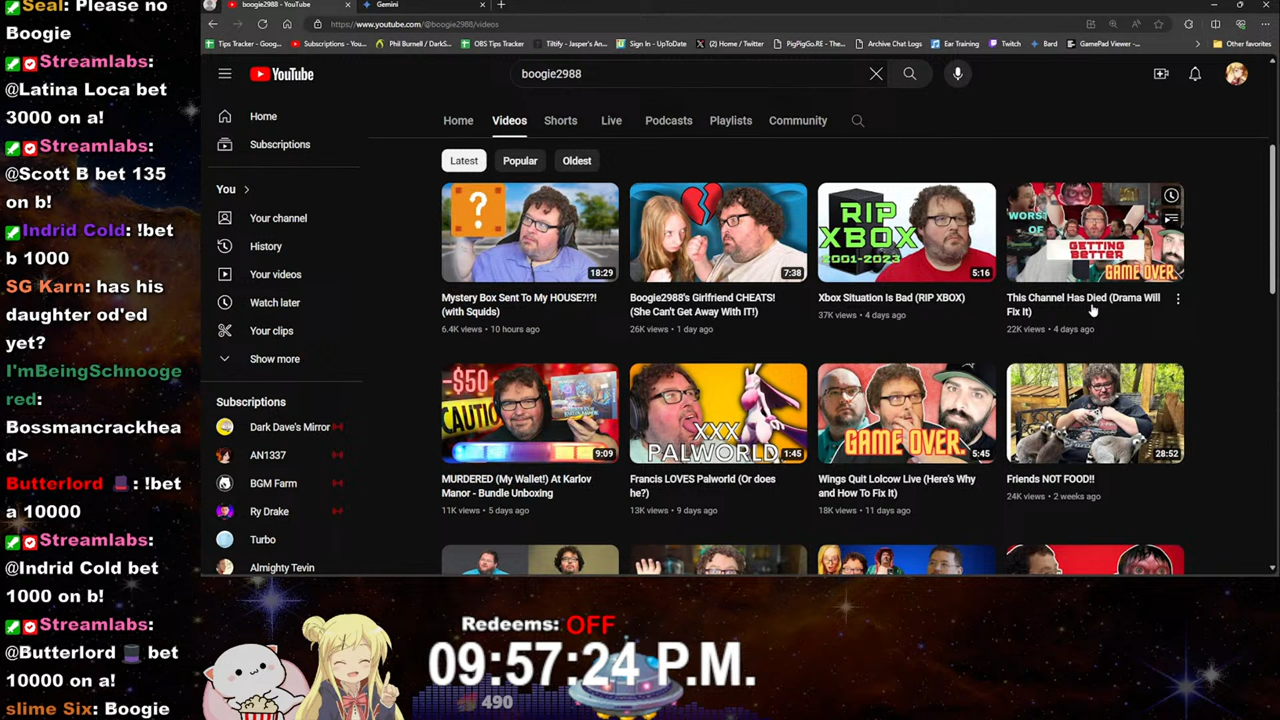 Seal: Please no
Boogie
Streamlabs:
@Latina Loca bet
3000 on a!
Streamlabs:
@Scott B bet 135
on b!
Indrid Cold: !bet
b 1000
SG Karn: has his
daughter od'ed
yet?
I'mBeingSchnooge
red:
Bossmancrackhea
d>
Butterlord : !bet
a 10000
Streamlabs:
@Indrid Cold bet
1000 on b!
Streamlabs:
@Butterlord bet
10000 on a!
slime Six: Boogie
boogie2988 - YouTube
Gemini
https://www.youtube.com/@boogie2988/videos
Tips Tracker - Goog...
Subscriptions - You...
Phil Burnell / DarkS...
OBS Tips Tracker
Tiltify - Jasper's An...
Sign In - UpToDate
(2) Home / Twitter
PigPigGo.RE - The...
Archive Chat Logs
Ear Training
Twitch
Bard
GamePad Viewer -...
Other favorites
YouTube
boogie2988
Home
Subscriptions
You
Your channel
History
Your videos
Watch later
Your clips
Show more
Subscriptions
Dark Dave's Mirror
AN1337
BGM Farm
Ry Drake
Turbo
Almighty Tevin
Home Videos Shorts Live Podcasts Playlists Community
Latest Popular Oldest
?
18:29
Mystery Box Sent To My HOUSE?!?!
(with Squids)
6.4K views • 10 hours ago
7:38
Boogie2988's Girlfriend CHEATS!
(She Can't Get Away With IT!)
26K views • 1 day ago
RIP
XBOX
2001-2023
5:16
Xbox Situation Is Bad (RIP XBOX)
37K views • 4 days ago
WORST
OF
GETTING
BETTER
GAME OVER.
This Channel Has Died (Drama Will
Fix It)
22K views • 4 days ago
-$50
CAUTION
9:09
MURDERED (My Wallet!) At Karlov
Manor - Bundle Unboxing
11K views • 5 days ago
XXX
PALWORLD
1:45
Francis LOVES Palworld (Or does
he?)
13K views • 9 days ago
GAME OVER.
5:45
Wings Quit Lolcow Live (Here's Why
and How To Fix It)
18K views • 11 days ago
28:52
Friends NOT FOOD!!
24K views • 2 weeks ago
Redeems: OFF
09:57:24 P.M.
490